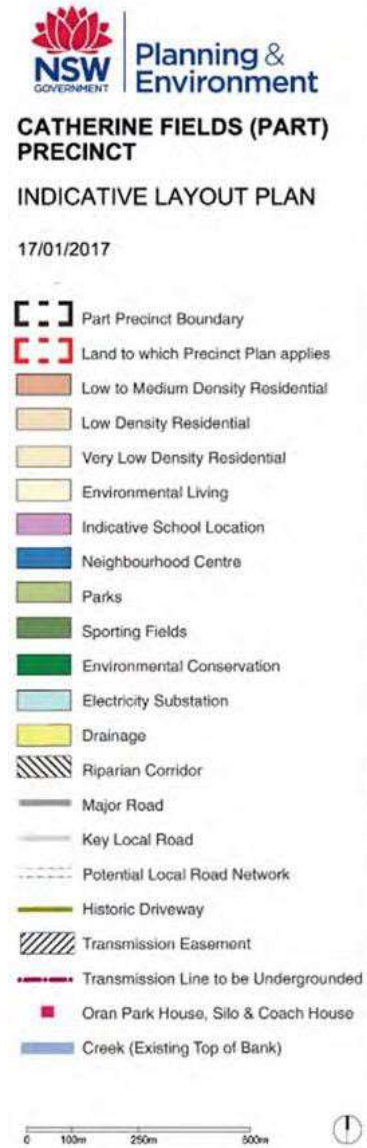 NSW
GOVERNMENT
Planning &
Environment
CATHERINE FIELDS (PART)
PRECINCT
INDICATIVE LAYOUT PLAN
17/01/2017
Part Precinct Boundary
Land to which Precinct Plan applies
Low to Medium Density Residential
Low Density Residential
Very Low Density Residential
Environmental Living
Indicative School Location
Neighbourhood Centre
Parks
Sporting Fields
Environmental Conservation
Electricity Substation
Drainage
Riparian Corridor
Major Road
Key Local Road
Potential Local Road Network
Historic Driveway
Transmission Easement
Transmission Line to be Undergrounded
Oran Park House, Silo & Coach House
Creek (Existing Top of Bank)
0 100m 250m 500m